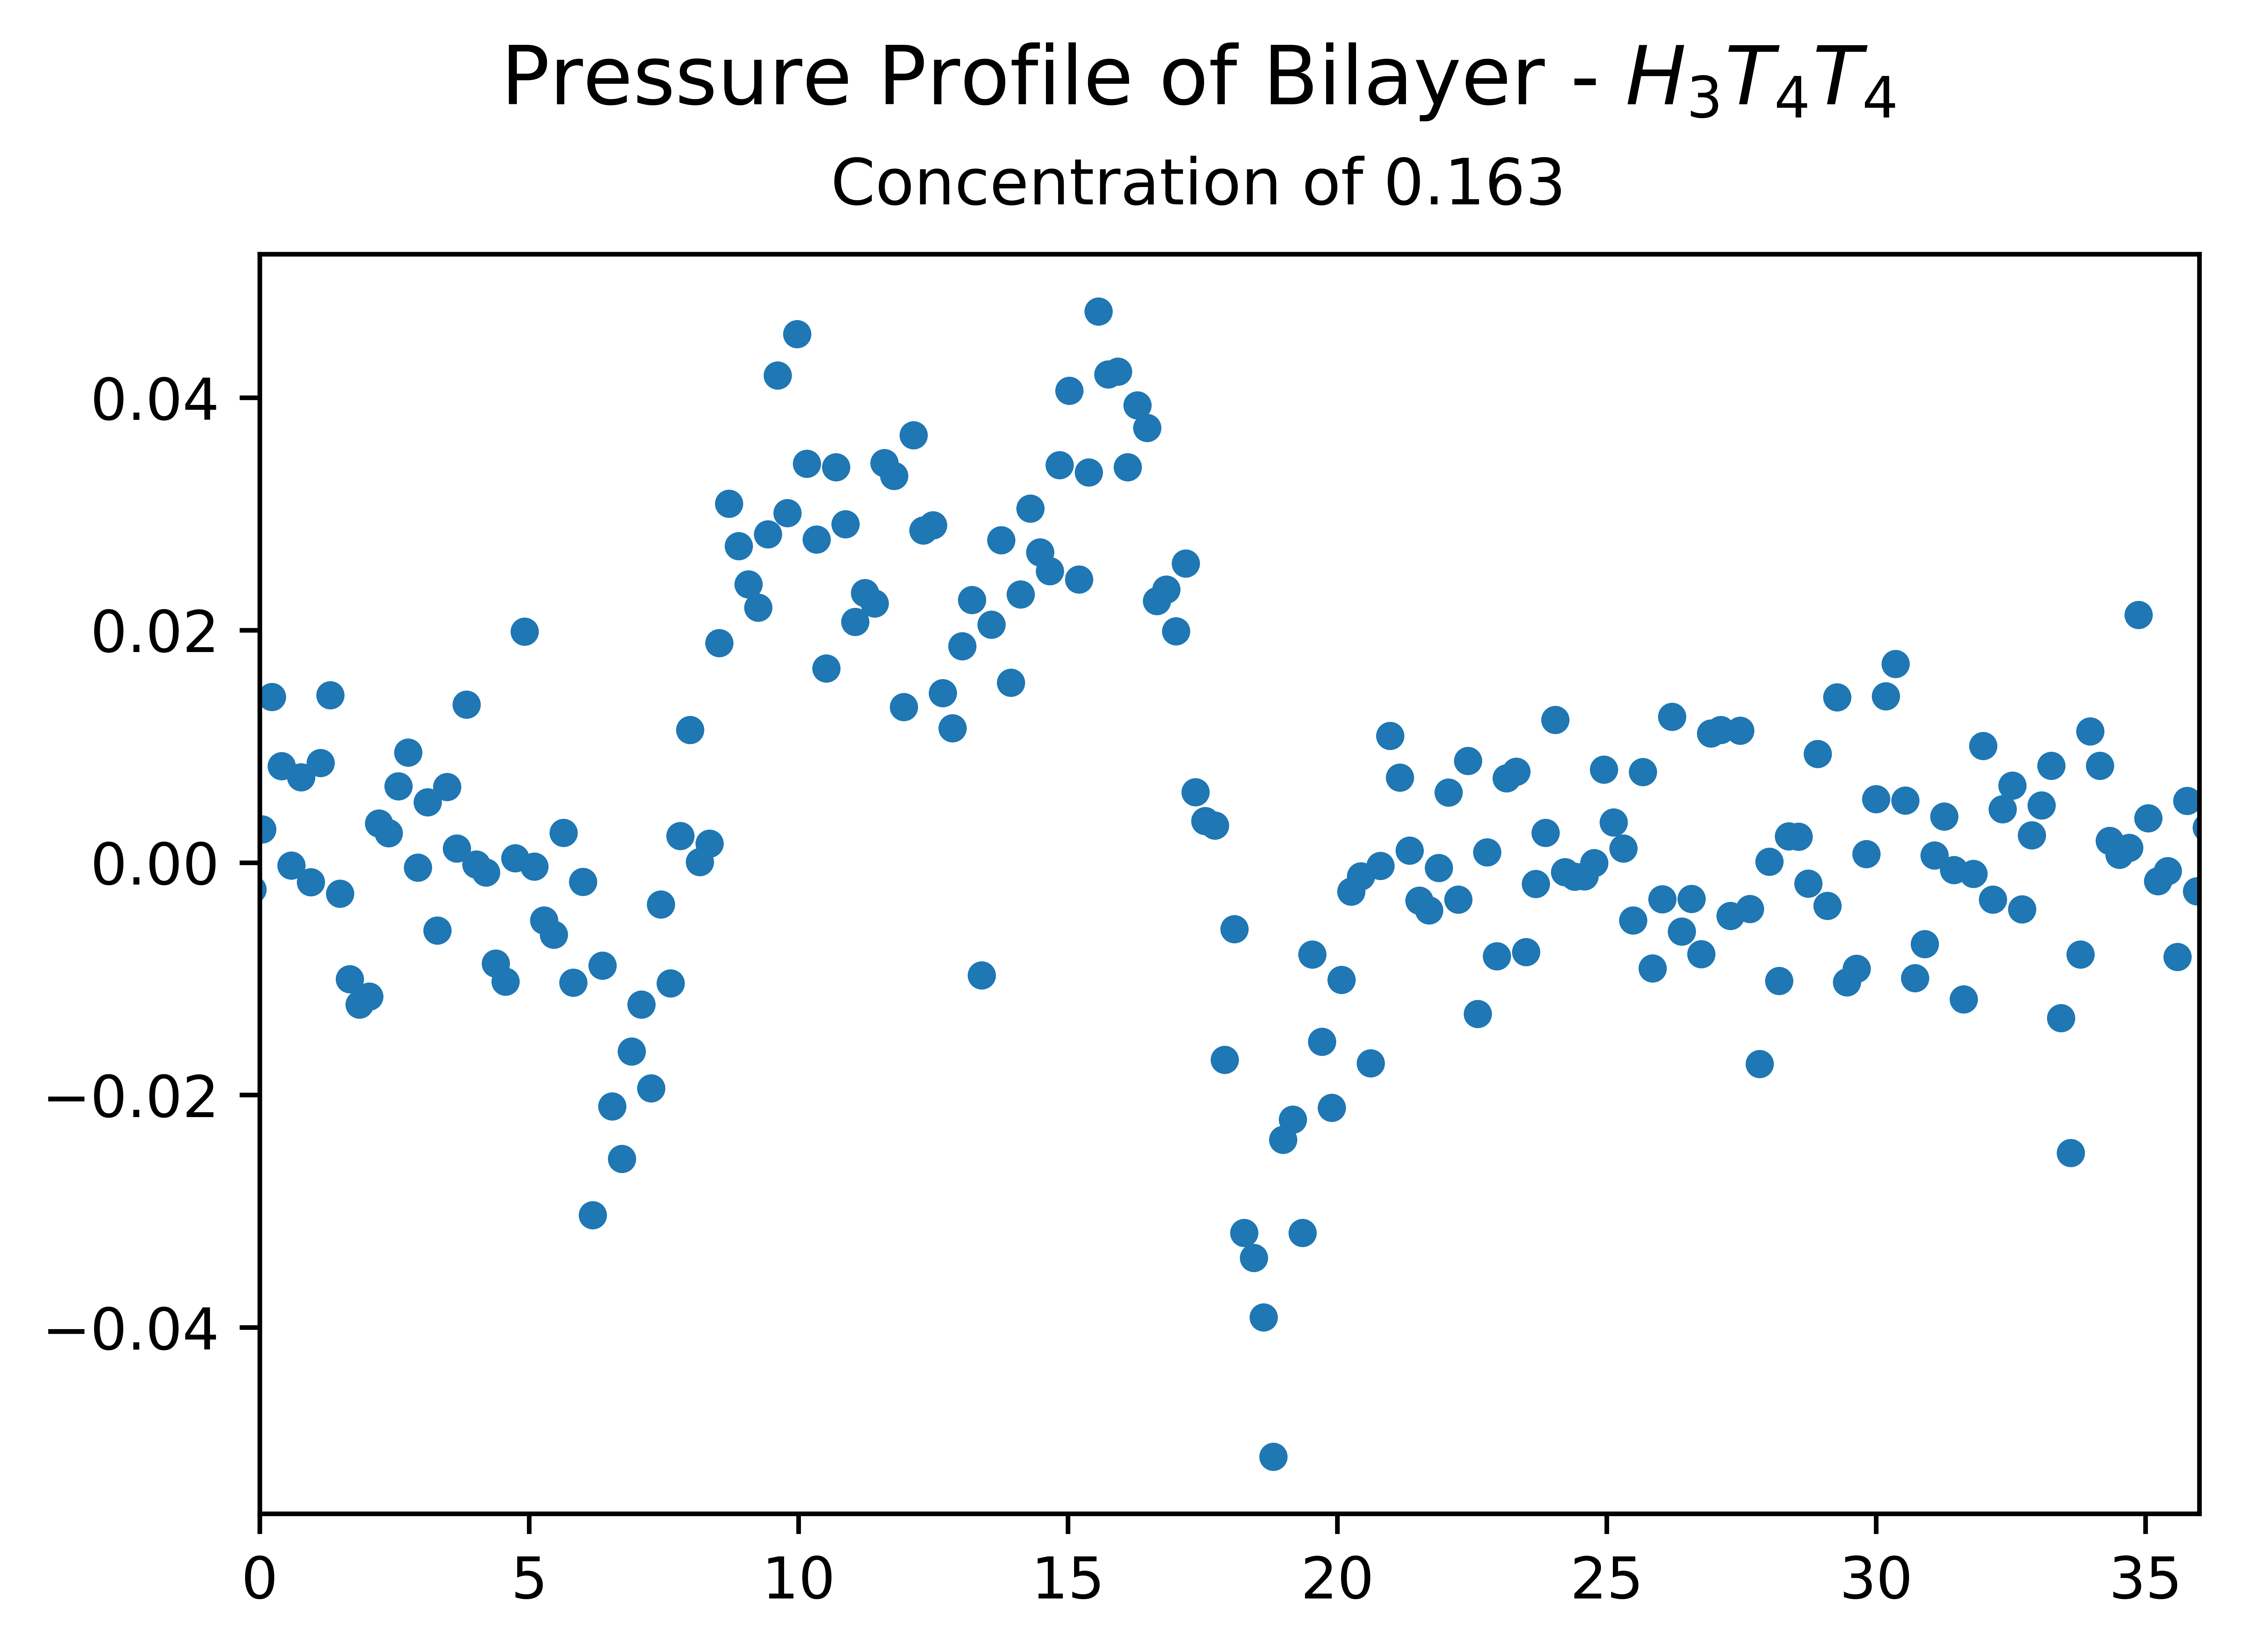 Pressure Profile of Bilayer - H₃T₄T₄
Concentration of 0.163
0.04
0.02
0.00
−0.02
−0.04
0 5 10 15 20 25 30 35